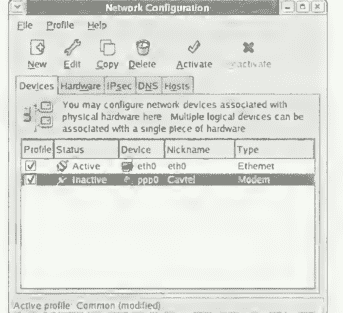 Network Configuration
File Profile Help
New Edit Copy Delete Activate Deactivate
Devices Hardware IPsec DNS Hosts
You may configure network devices associated with
physical hardware here Multiple logical devices can be
associated with a single piece of hardware
Profile Status Device Nickname Type
Active eth0 eth0 Ethernet
Inactive ppp0 Cavtel Modem
Active profile Common (modified)